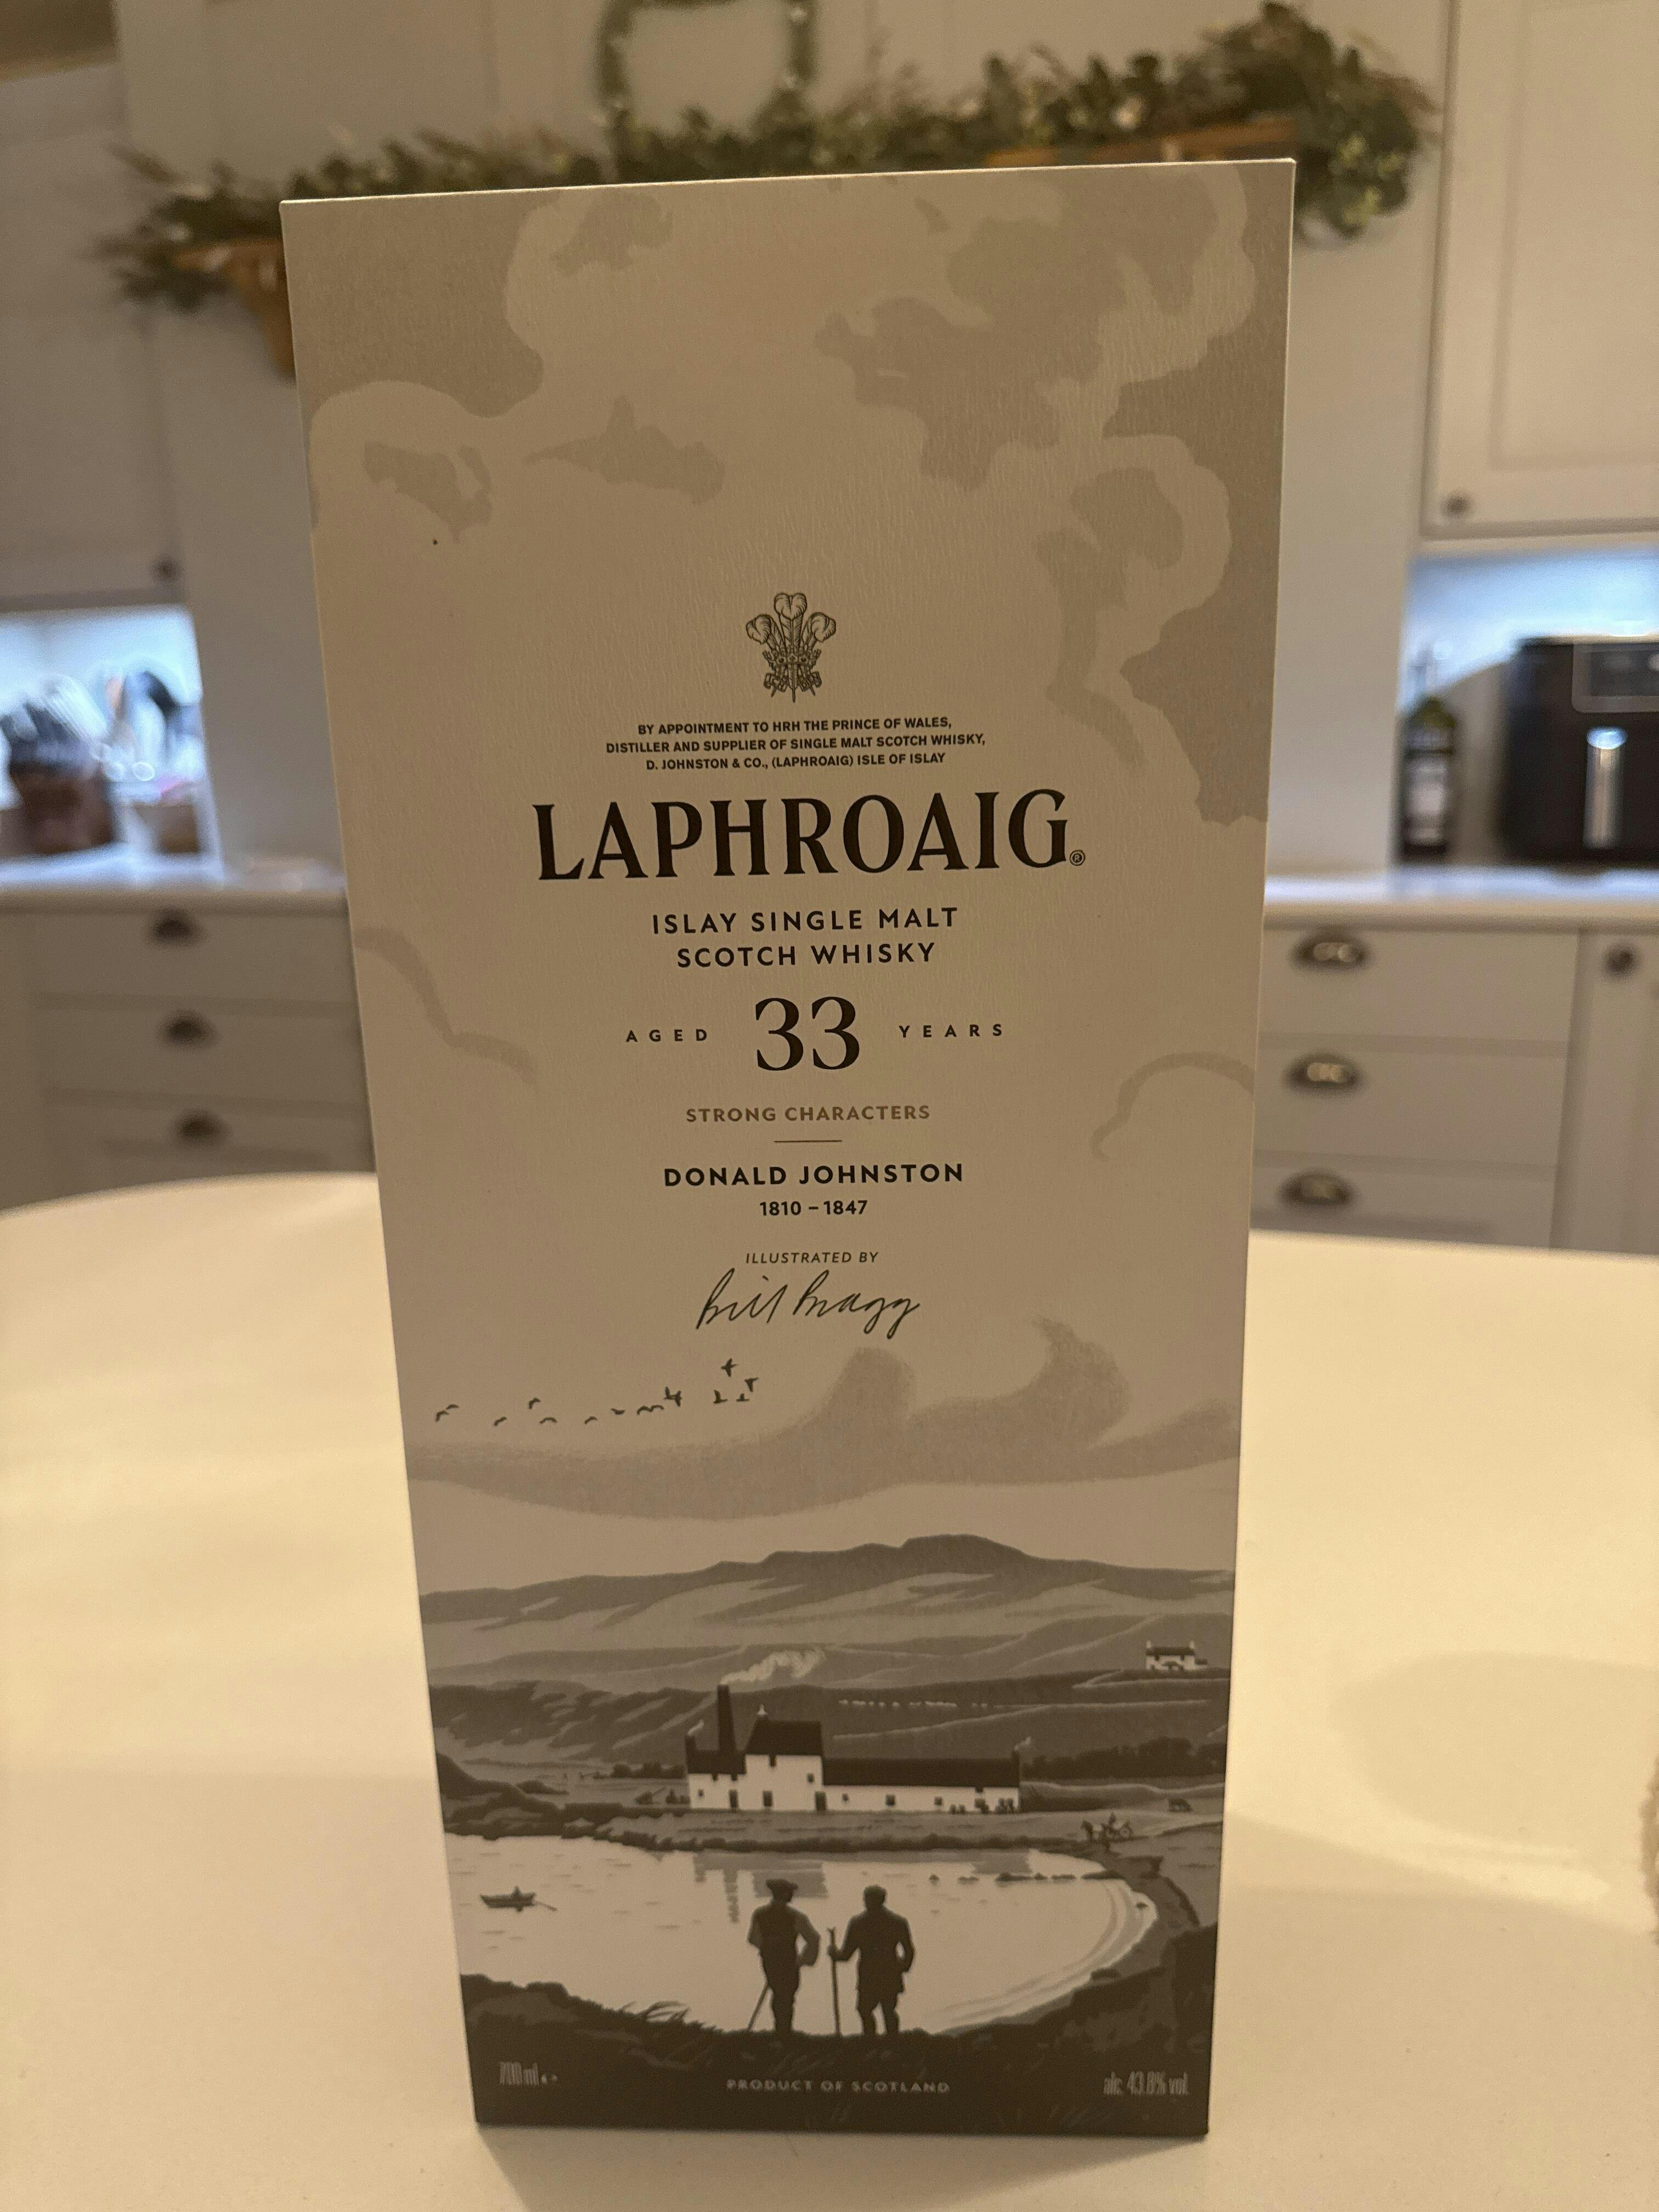 BY APPOINTMENT TO HRH THE PRINCE OF WALES,
DISTILLER AND SUPPLIER OF SINGLE MALT SCOTCH WHISKY,
D. JOHNSTON & CO., (LAPHROAIG) ISLE OF ISLAY
LAPHROAIG®
ISLAY SINGLE MALT
SCOTCH WHISKY
AGED 33 YEARS
STRONG CHARACTERS
DONALD JOHNSTON
1810 – 1847
ILLUSTRATED BY
Bill Bragg
700 ml e PRODUCT OF SCOTLAND alc. 43.8% vol.